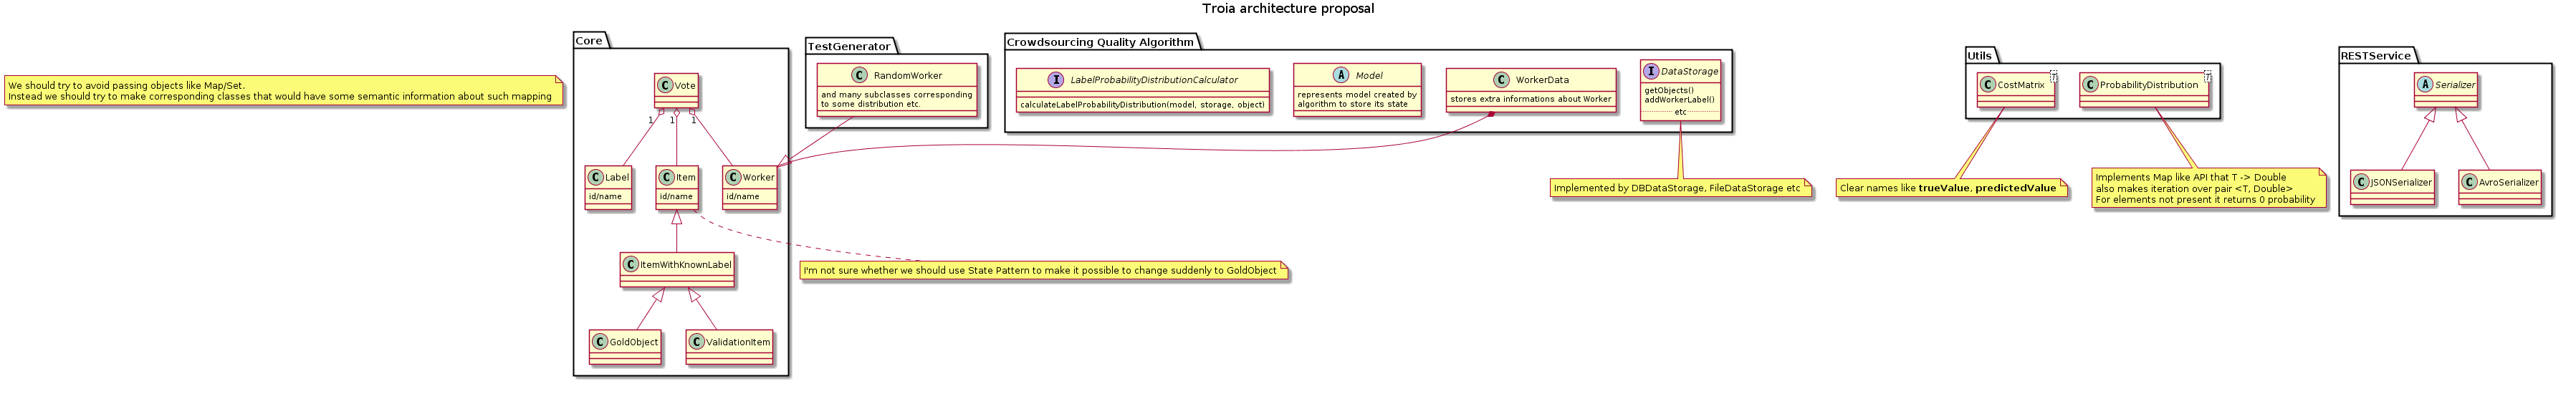 Troia architecture proposal
We should try to avoid passing objects like Map/Set.
Instead we should try to make corresponding classes that would have some semantic information about such mapping
Core
C Vote
1 1 1
C Label
id/name
C Item
id/name
C Worker
id/name
C ItemWithKnownLabel
C GoldObject
C ValidationItem
I'm not sure whether we should use State Pattern to make it possible to change suddenly to GoldObject
TestGenerator
C RandomWorker
and many subclasses corresponding
to some distribution etc.
Crowdsourcing Quality Algorithm
I LabelProbabilityDistributionCalculator
calculateLabelProbabilityDistribution(model, storage, object)
A Model
represents model created by
algorithm to store its state
C WorkerData
stores extra informations about Worker
I DataStorage
getObjects()
addWorkerLabel()
etc
Implemented by DBDataStorage, FileDataStorage etc
Utils
C CostMatrix T
C ProbabilityDistribution T
Clear names like trueValue, predictedValue
Implements Map like API that T -> Double
also makes iteration over pair <T, Double>
For elements not present it returns 0 probability
RESTService
A Serializer
C JSONSerializer
C AvroSerializer